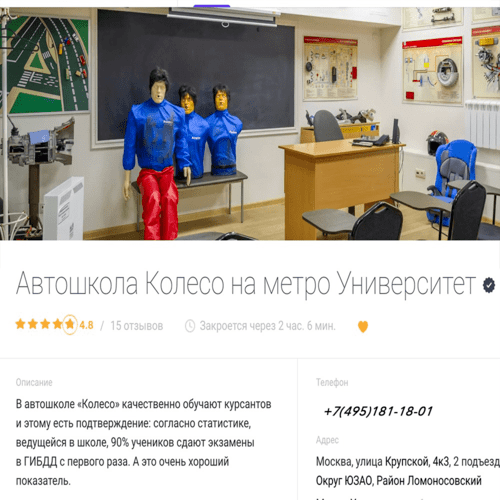 Автошкола Колесо на метро Университет
4.8 / 15 отзывов
Закроется через 2 час. 6 мин.
Описание
В автошколе «Колесо» качественно обучают курсантов
и этому есть подтверждение: согласно статистике,
ведущейся в школе, 90% учеников сдают экзамены
в ГИБДД с первого раза. А это очень хороший
показатель.
Телефон
+7(495)181-18-01
Адрес
Москва, улица Крупской, 4к3, 2 подъезд
Округ ЮЗАО, Район Ломоносовский